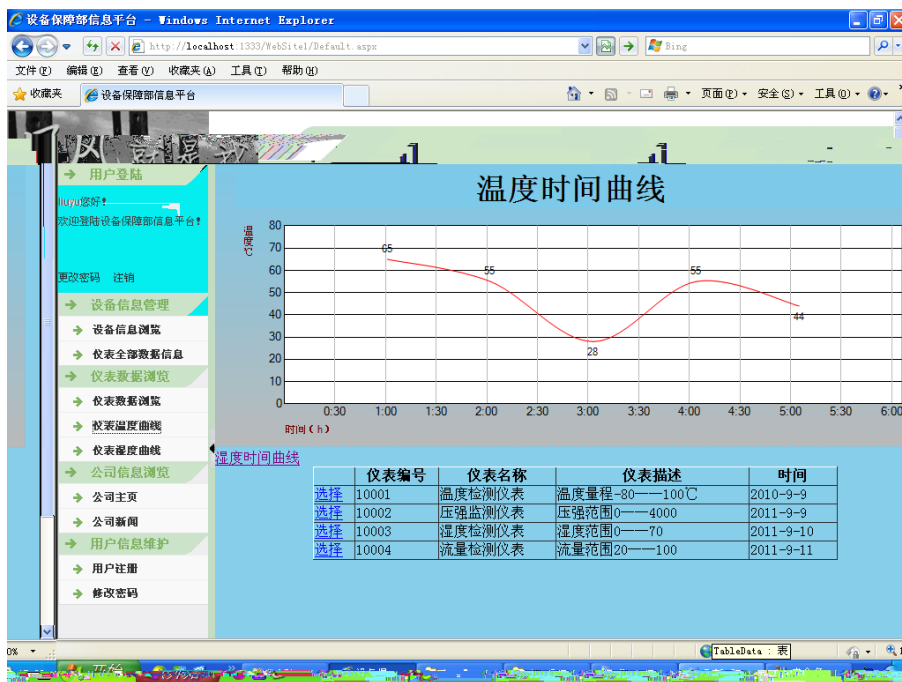 设备保障部信息平台 - Windows Internet Explorer
http://localhost:1333/WebSite1/Default.aspx
Bing
文件(F) 编辑(E) 查看(V) 收藏夹(A) 工具(T) 帮助(H)
收藏夹 设备保障部信息平台 页面(P) 安全(S) 工具(O)
用户登陆
liuyu您好!
欢迎登陆设备保障部信息平台!
更改密码 注销
设备信息管理
设备信息浏览
仪表全部数据信息
仪表数据浏览
仪表数据浏览
仪表温度曲线
仪表湿度曲线
公司信息浏览
公司主页
公司新闻
用户信息维护
用户注册
修改密码
温度时间曲线
温度℃
80
70
60
50
40
30
20
10
0
65
55
28
55
44
0:30 1:00 1:30 2:00 2:30 3:00 3:30 4:00 4:30 5:00 5:30 6:00
时间(h)
湿度时间曲线
仪表编号 仪表名称 仪表描述 时间
选择 10001 温度检测仪表 温度量程-80——100℃ 2010-9-9
选择 10002 压强监测仪表 压强范围0——4000 2011-9-9
选择 10003 湿度检测仪表 湿度范围0——70 2011-9-10
选择 10004 流量检测仪表 流量范围20——100 2011-9-11
0%
TableData : 表
开始